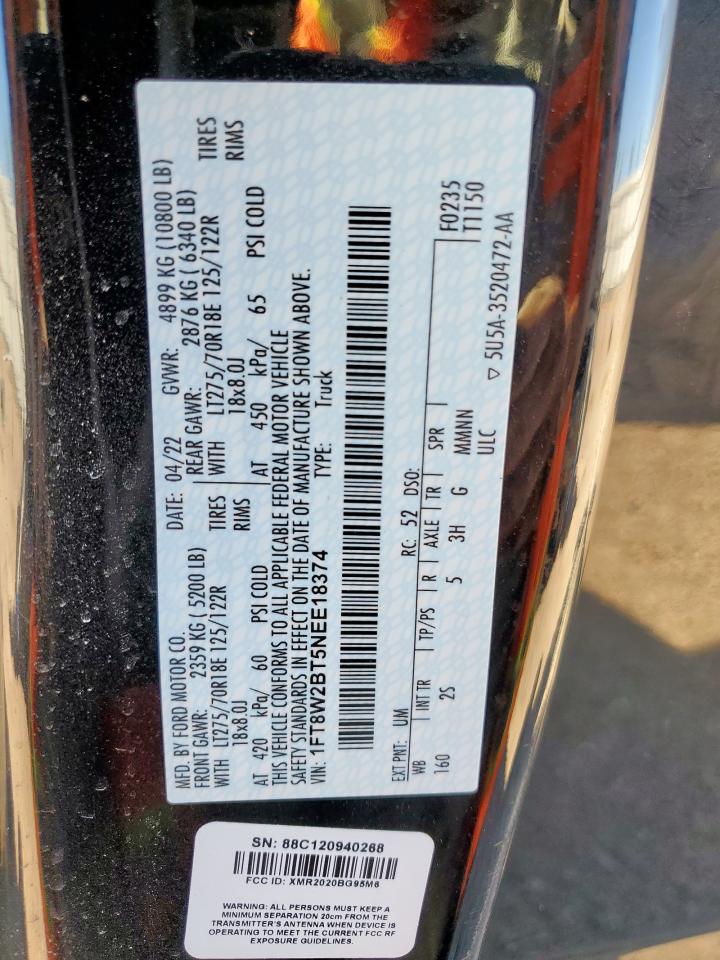 MFD. BY FORD MOTOR CO.
DATE: 04/22 GVWR: 4899 KG (10800 LB)
FRONT GAWR: 2359 KG ( 5200 LB) REAR GAWR: 2876 KG ( 6340 LB)
WITH LT275/70R18E 125/122R TIRES WITH LT275/70R18E 125/122R TIRES
18x8.0J RIMS 18x8.0J RIMS
AT 420 kPa/ 60 PSI COLD AT 450 kPa/ 65 PSI COLD
THIS VEHICLE CONFORMS TO ALL APPLICABLE FEDERAL MOTOR VEHICLE
SAFETY STANDARDS IN EFFECT ON THE DATE OF MANUFACTURE SHOWN ABOVE.
VIN: 1FT8W2BT5NEE18374 TYPE: Truck
EXT PNT: UM RC: 52 DSO: F0235
WB INT TR TP/PS R AXLE TR SPR T1150
160 2S 5 3H G MMNNN
ULC ▽ 5U5A-3520472-AA
SN: 88C120940268
FCC ID: XMR2020BG95M6
WARNING: ALL PERSONS MUST KEEP A
MINIMUM SEPARATION 20cm FROM THE
TRANSMITTER'S ANTENNA WHEN DEVICE IS
OPERATING TO MEET THE CURRENT FCC RF
EXPOSURE GUIDELINES.